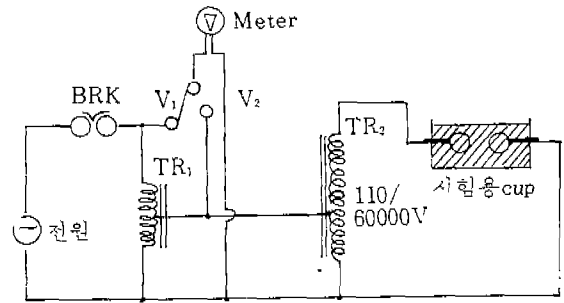 Meter
BRK
V₁
V₂
TR₁
TR₂
전원
110/
60000V
시험용cup